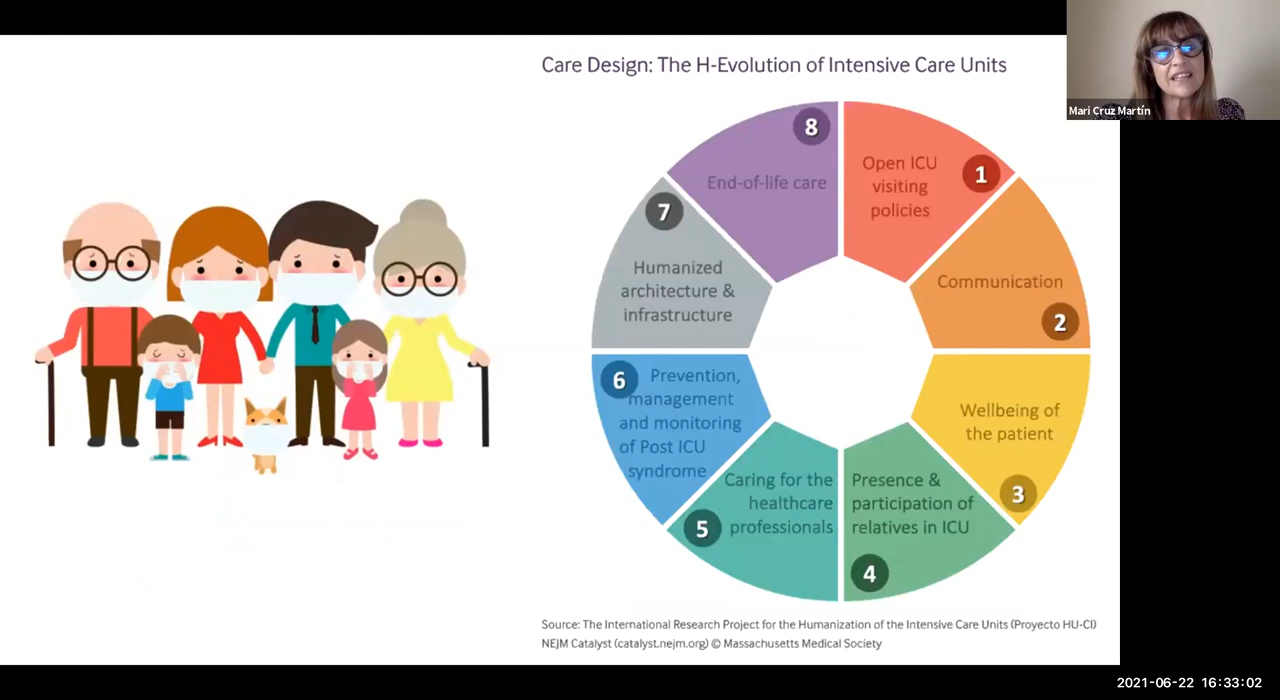 Care Design: The H-Evolution of Intensive Care Units
Mari Cruz Martín
8
End-of-life care
Open ICU
visiting
policies
1
7
Humanized
architecture &
infrastructure
Communication
2
6
Prevention,
management
and monitoring
of Post ICU
syndrome
Wellbeing of
the patient
3
Caring for the
healthcare
professionals
5
Presence &
participation of
relatives in ICU
4
Source: The International Research Project for the Humanization of the Intensive Care Units (Proyecto HU-CI)
NEJM Catalyst (catalyst.nejm.org) © Massachusetts Medical Society
2021-06-22 16:33:02